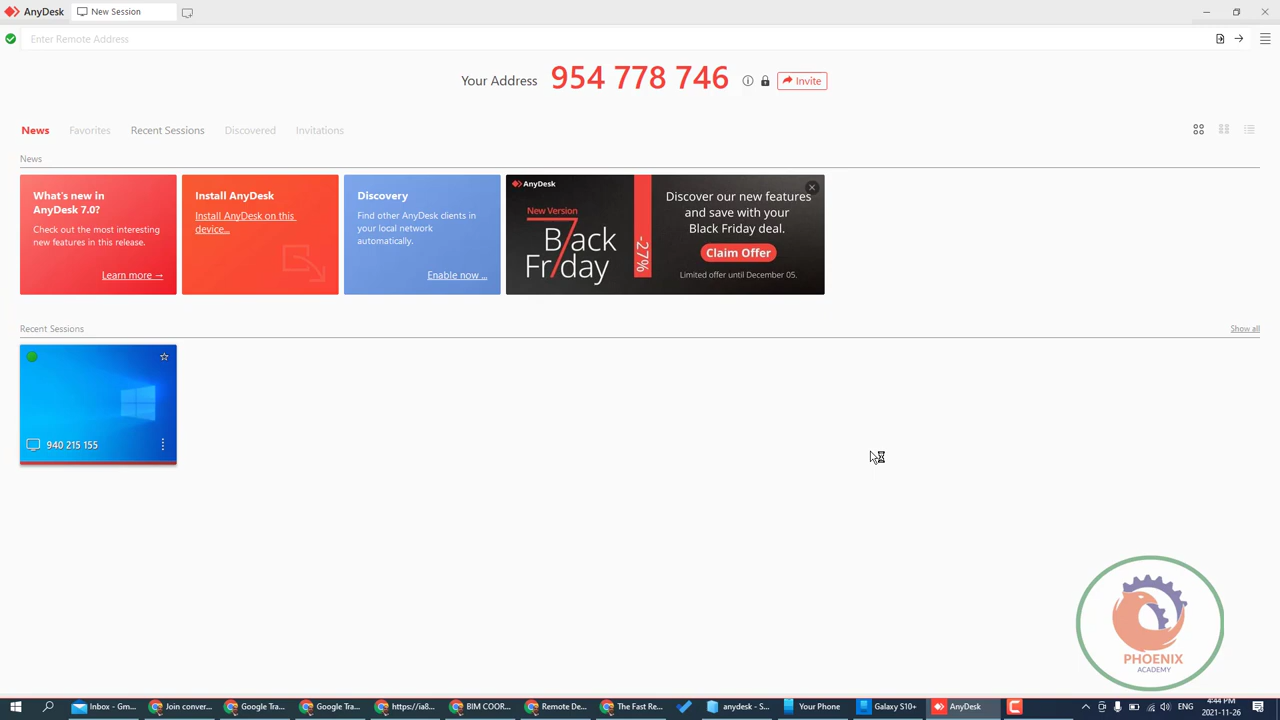 AnyDesk
New Session
Enter Remote Address
Your Address 954 778 746 Invite
News Favorites Recent Sessions Discovered Invitations
News
What's new in
AnyDesk 7.0?
Check out the most interesting
new features in this release.
Learn more →
Install AnyDesk
Install AnyDesk on this
device...
Discovery
Find other AnyDesk clients in
your local network
automatically.
Enable now ...
AnyDesk
New Version
7
Black
Friday
-27%
Discover our new features
and save with your
Black Friday deal.
Claim Offer
Limited offer until December 05.
Recent Sessions Show all
940 215 155
PHOENIX
ACADEMY
Inbox - Gm... Join conver... Google Tra... Google Tra... https://ia8... BIM COOR... Remote De... The Fast Re... anydesk - S... Your Phone Galaxy S10+ AnyDesk ENG
4:44 PM
2021-11-26